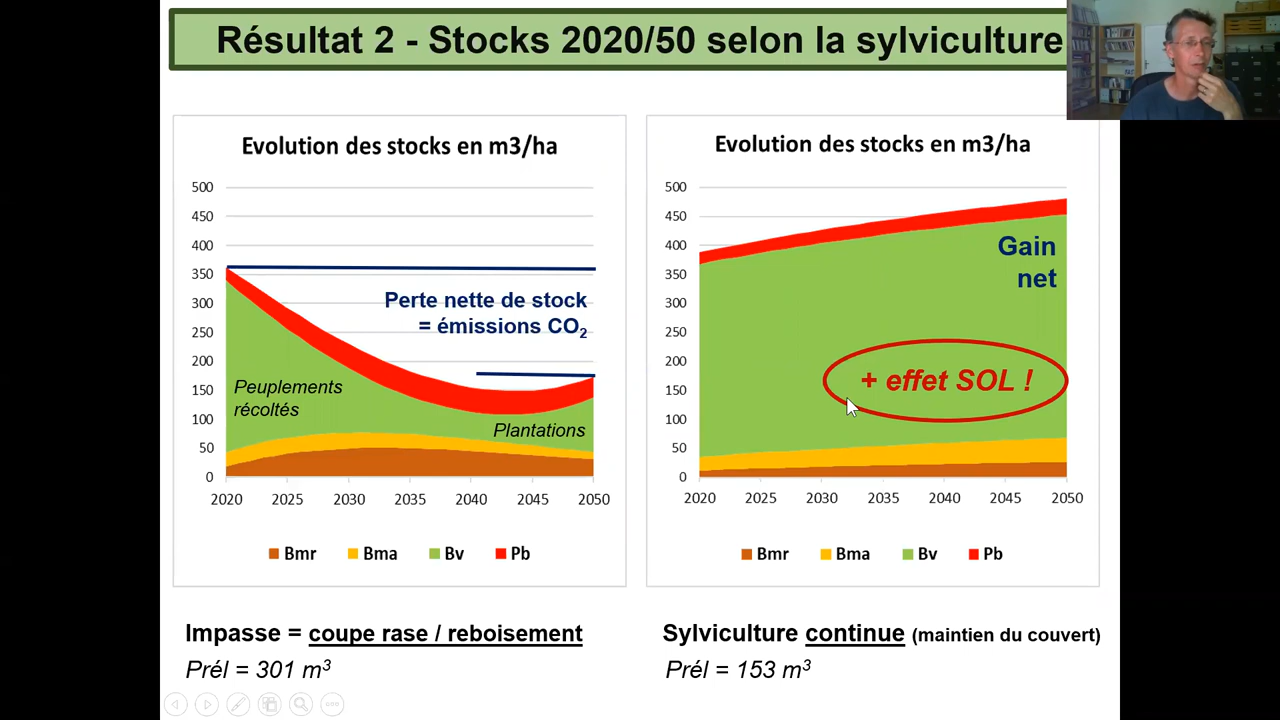 Résultat 2 - Stocks 2020/50 selon la sylviculture
Evolution des stocks en m3/ha
500
450
400
350
300
250
200
150
100
50
0
Perte nette de stock
= émissions CO₂
Peuplements
récoltés
Plantations
2020 2025 2030 2035 2040 2045 2050
Bmr Bma Bv Pb
Impasse = coupe rase / reboisement
Prél = 301 m³
Evolution des stocks en m3/ha
500
450
400
350
300
250
200
150
100
50
0
Gain
net
+ effet SOL !
2020 2025 2030 2035 2040 2045 2050
Bmr Bma Bv Pb
Sylviculture continue (maintien du couvert)
Prél = 153 m³